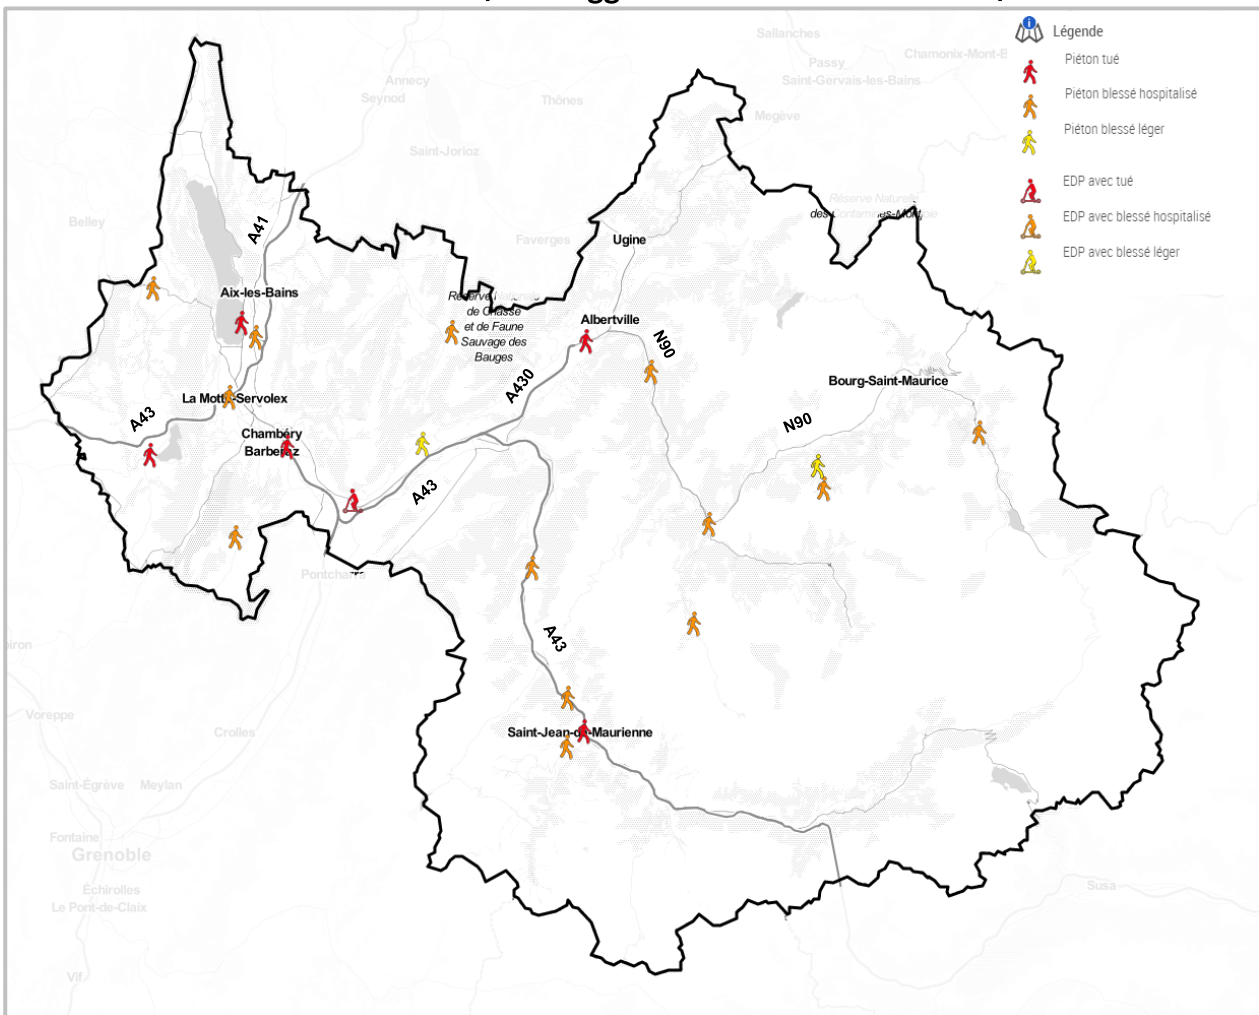 Légende
Piéton tué
Piéton blessé hospitalisé
Piéton blessé léger
EDP avec tué
EDP avec blessé hospitalisé
EDP avec blessé léger
Sallanches
Chamonix-Mont-B
Passy
Saint-Gervais-les-Bains
Annecy
Seynod
Thônes
Megève
Saint-Jorioz
Réserve Naturelle
des Contamines-Montjoie
Belley
A41
Faverges
Ugine
Aix-les-Bains
Réserve Nationale
de Chasse
et de Faune
Sauvage des
Bauges
Albertville
N90
A430
Bourg-Saint-Maurice
La Motte-Servolex
A43
Chambéry
Barberaz
N90
A43
Pontcharra
A43
oiron
Voreppe
Crolles
Saint-Jean-de-Maurienne
Saint-Égrève
Meylan
Fontaine
Grenoble
Échirolles
Le Pont-de-Claix
Susa
Vif